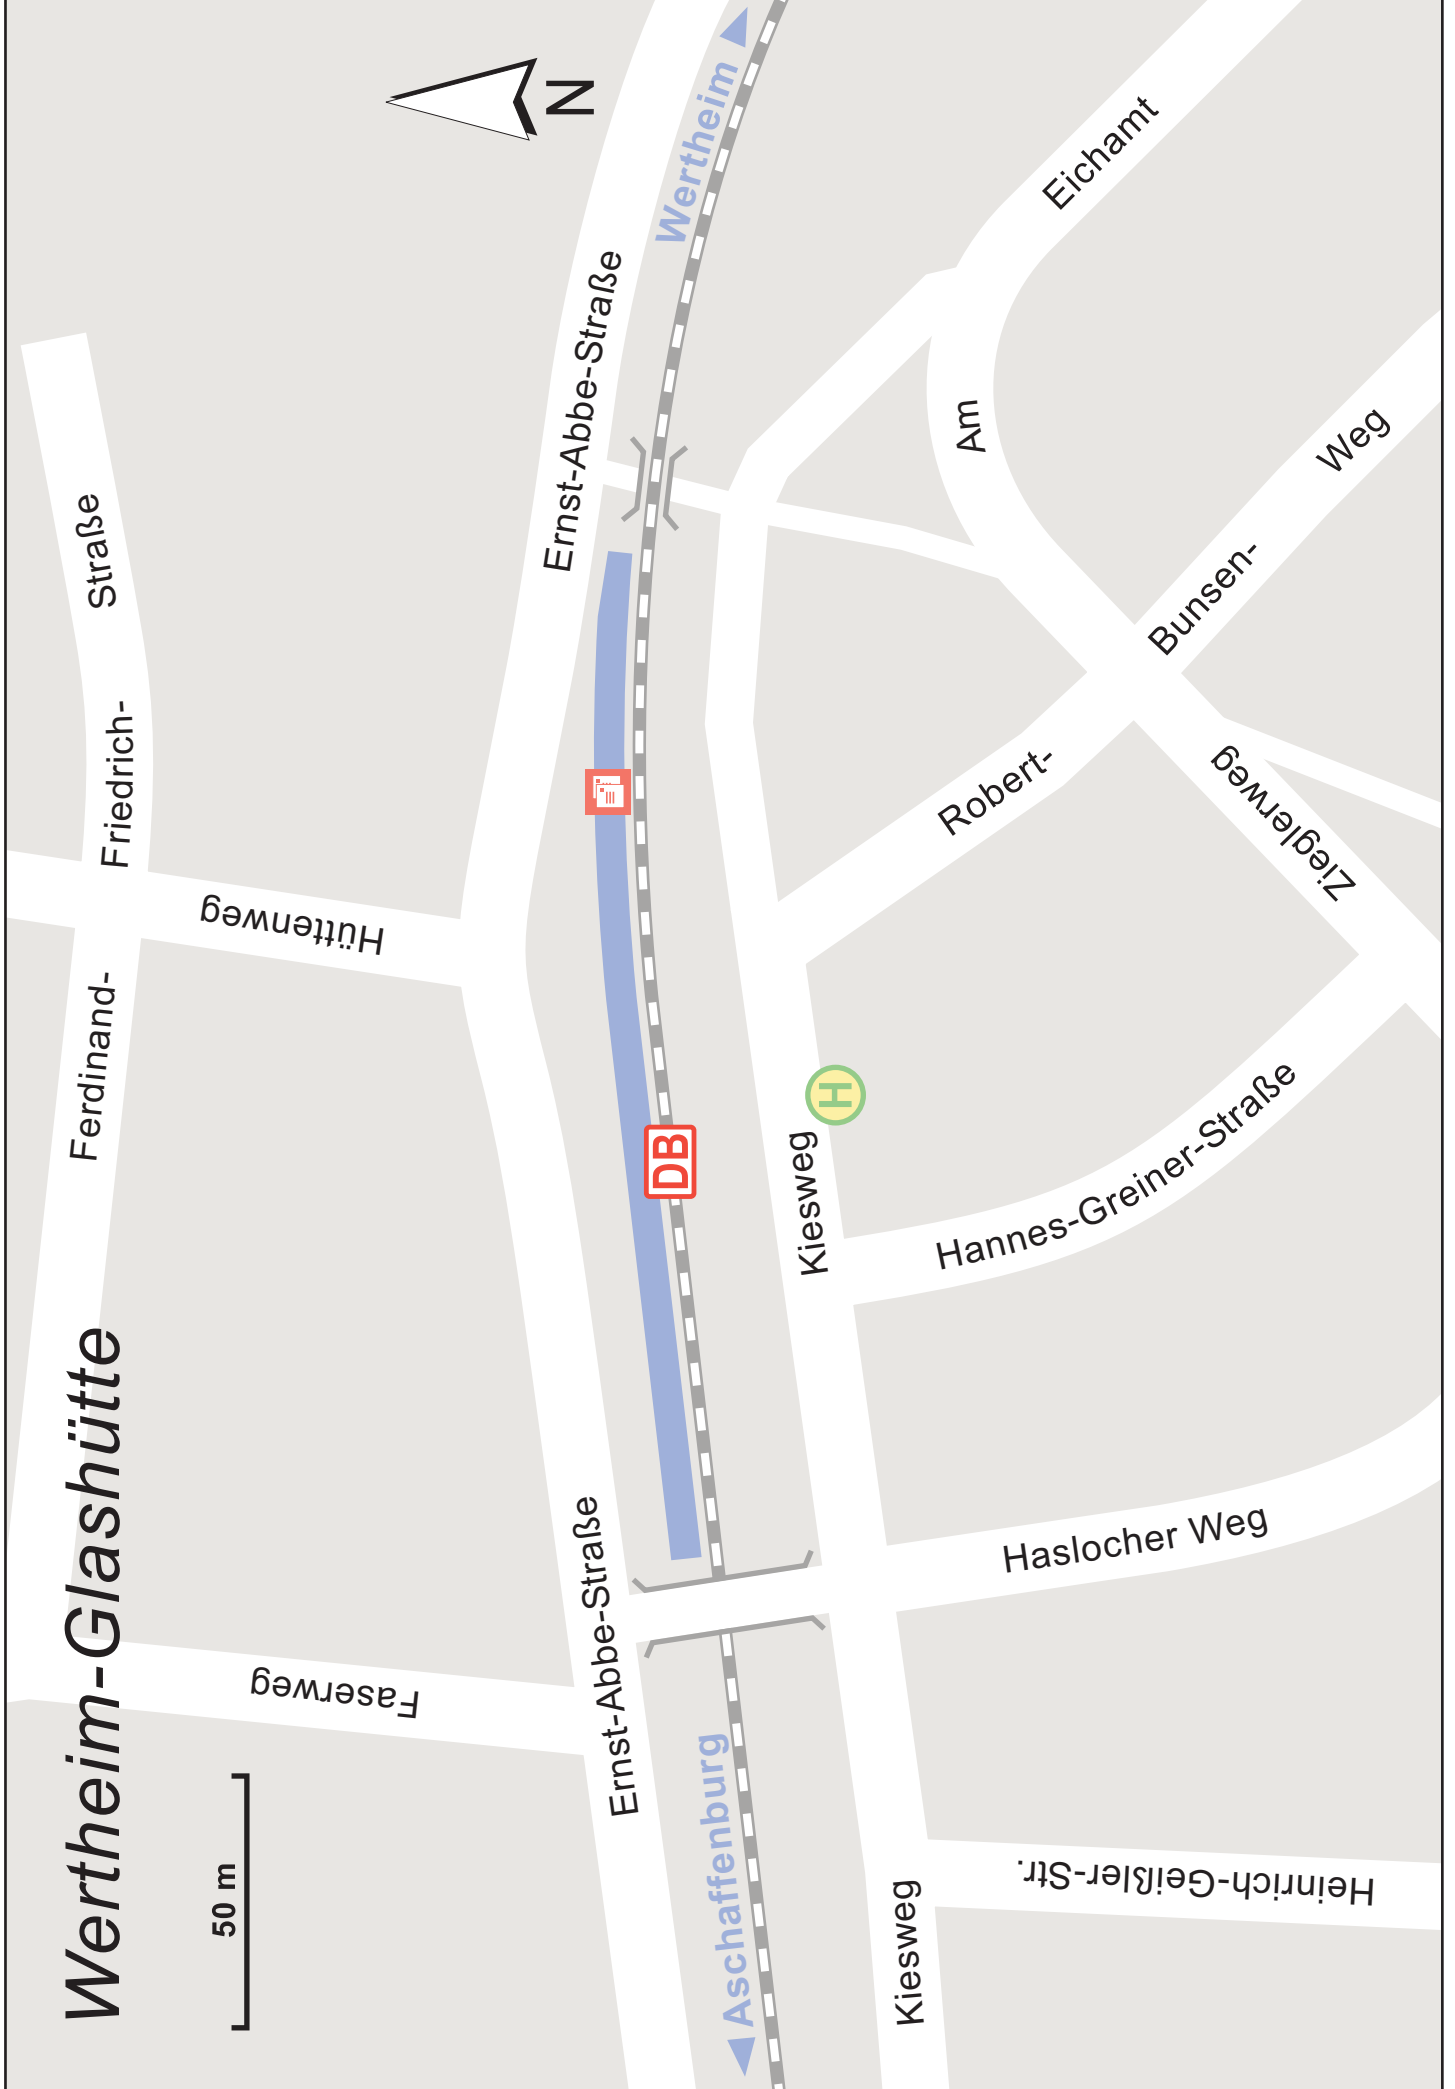 Wertheim-Glashütte
50 m
N
Ferdinand-
Friedrich-
Straße
Hüttenweg
Faserweg
Ernst-Abbe-Straße
Ernst-Abbe-Straße
Aschaffenburg
Wertheim
DB
H
Kiesweg
Kiesweg
Heinrich-Geißler-Str.
Haslocher Weg
Hannes-Greiner-Straße
Robert-
Bunsen-
Weg
Zieglerweg
Am
Eichamt